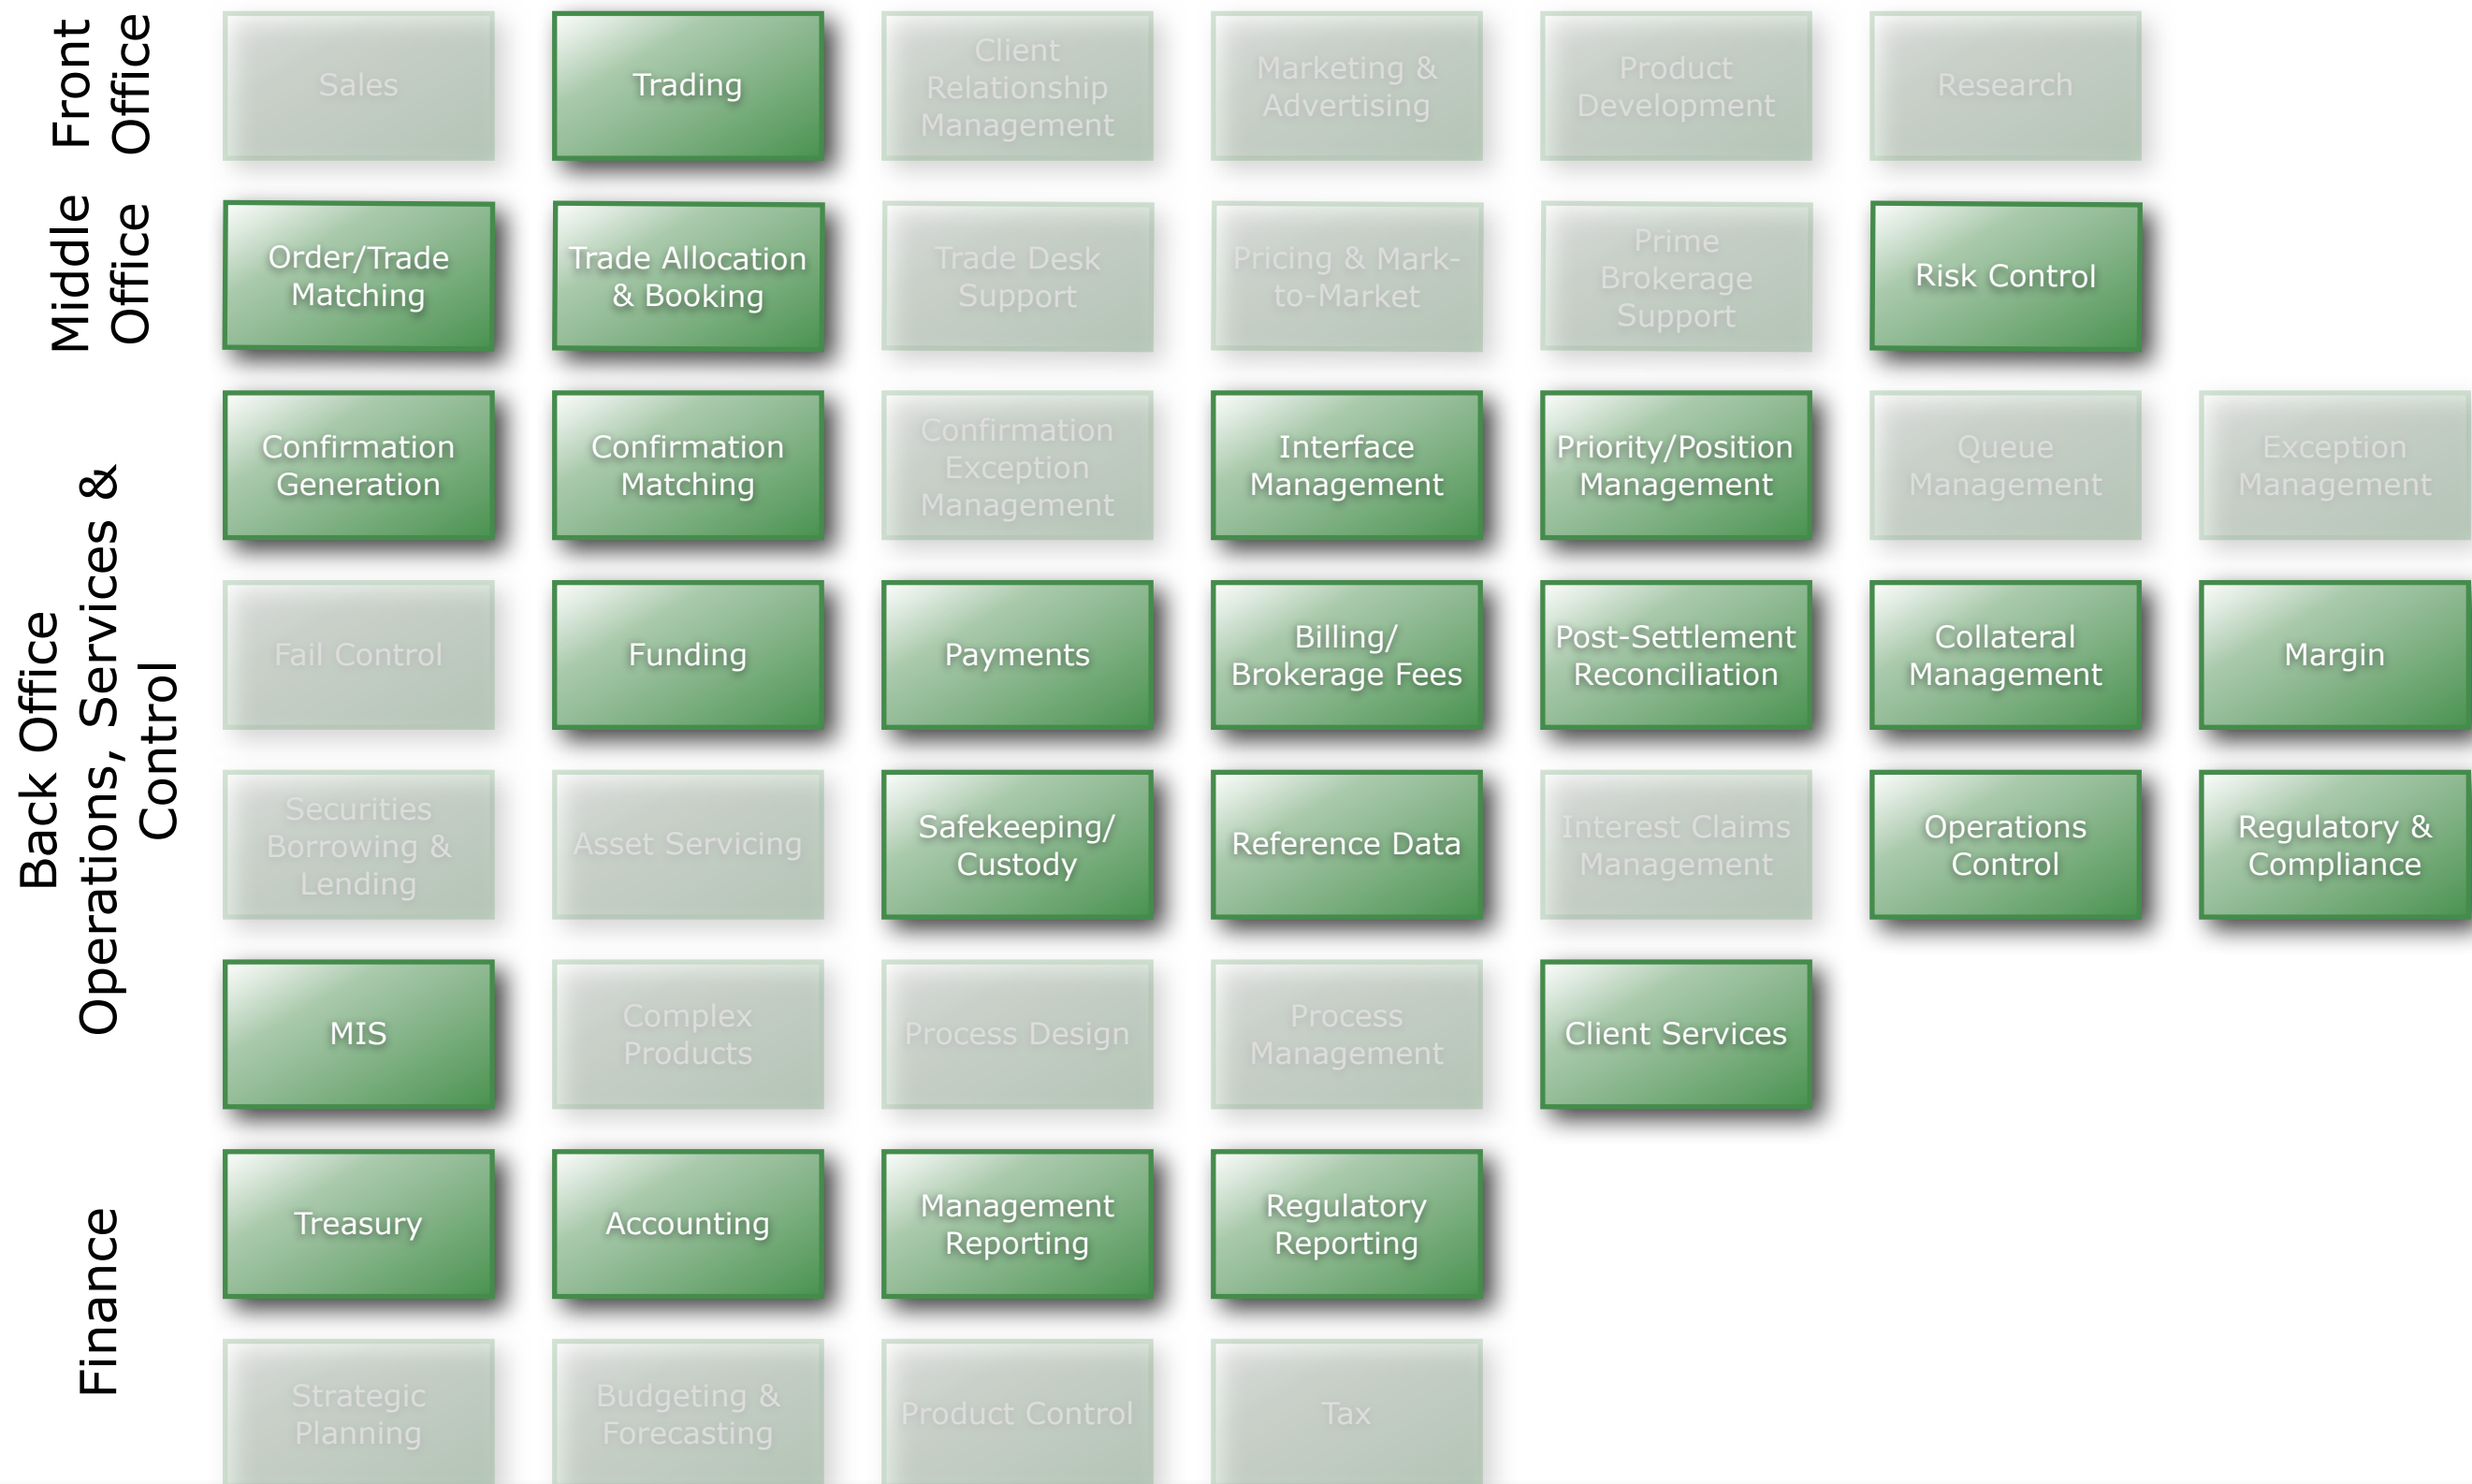 Front
Office
Sales
Trading
Client
Relationship
Management
Marketing &
Advertising
Product
Development
Research
Middle
Office
Order/Trade
Matching
Trade Allocation
& Booking
Trade Desk
Support
Pricing & Mark-
to-Market
Prime
Brokerage
Support
Risk Control
Back Office
Operations, Services &
Control
Confirmation
Generation
Confirmation
Matching
Confirmation
Exception
Management
Interface
Management
Priority/Position
Management
Queue
Management
Exception
Management
Fail Control
Funding
Payments
Billing/
Brokerage Fees
Post-Settlement
Reconciliation
Collateral
Management
Margin
Securities
Borrowing &
Lending
Asset Servicing
Safekeeping/
Custody
Reference Data
Interest Claims
Management
Operations
Control
Regulatory &
Compliance
MIS
Complex
Products
Process Design
Process
Management
Client Services
Finance
Treasury
Accounting
Management
Reporting
Regulatory
Reporting
Strategic
Planning
Budgeting &
Forecasting
Product Control
Tax